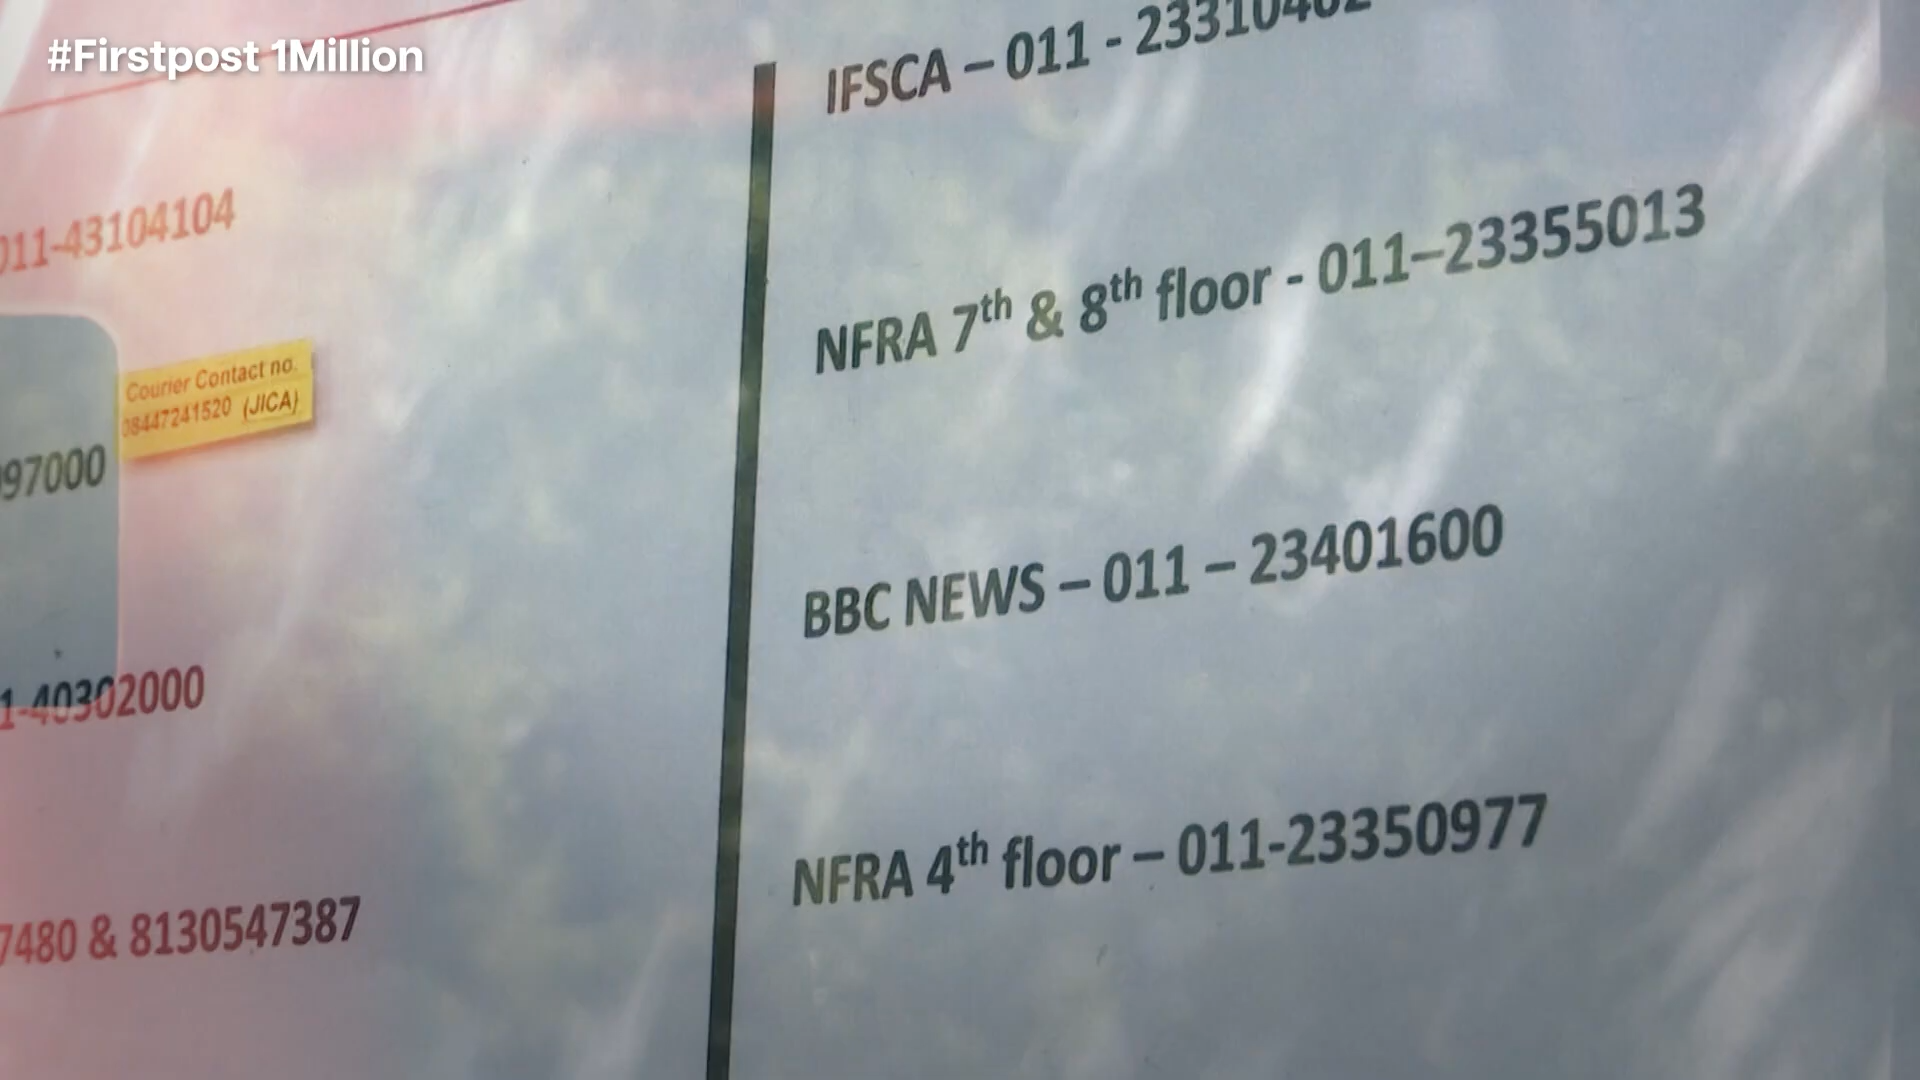 #Firstpost 1Million
011-43104104
Courier Contact no.
08447241520 (JICA)
97000
1-40302000
7480 & 8130547387
IFSCA – 011 - 23310402
NFRA 7th & 8th floor - 011–23355013
BBC NEWS – 011 – 23401600
NFRA 4th floor – 011-23350977